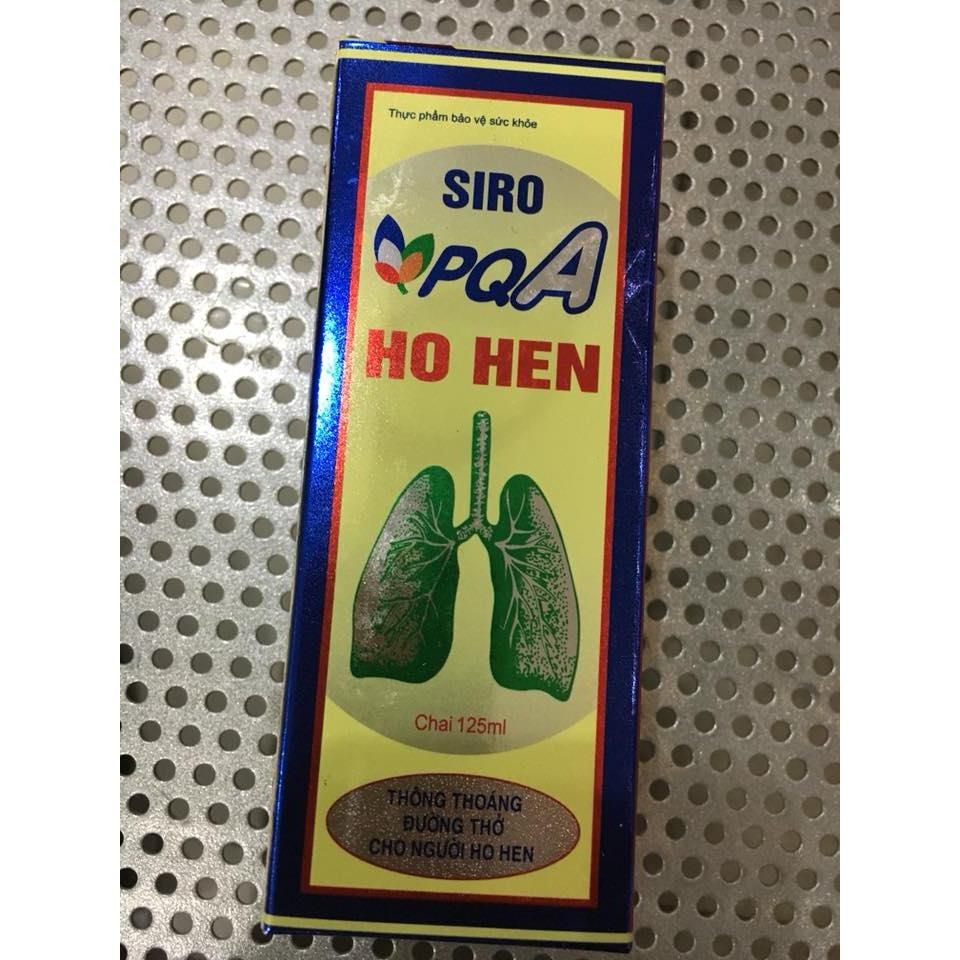 Thực phẩm bảo vệ sức khỏe
SIRO
PQA
HO HEN
Chai 125ml
THÔNG THOÁNG
ĐƯỜNG THỞ
CHO NGƯỜI HO HEN